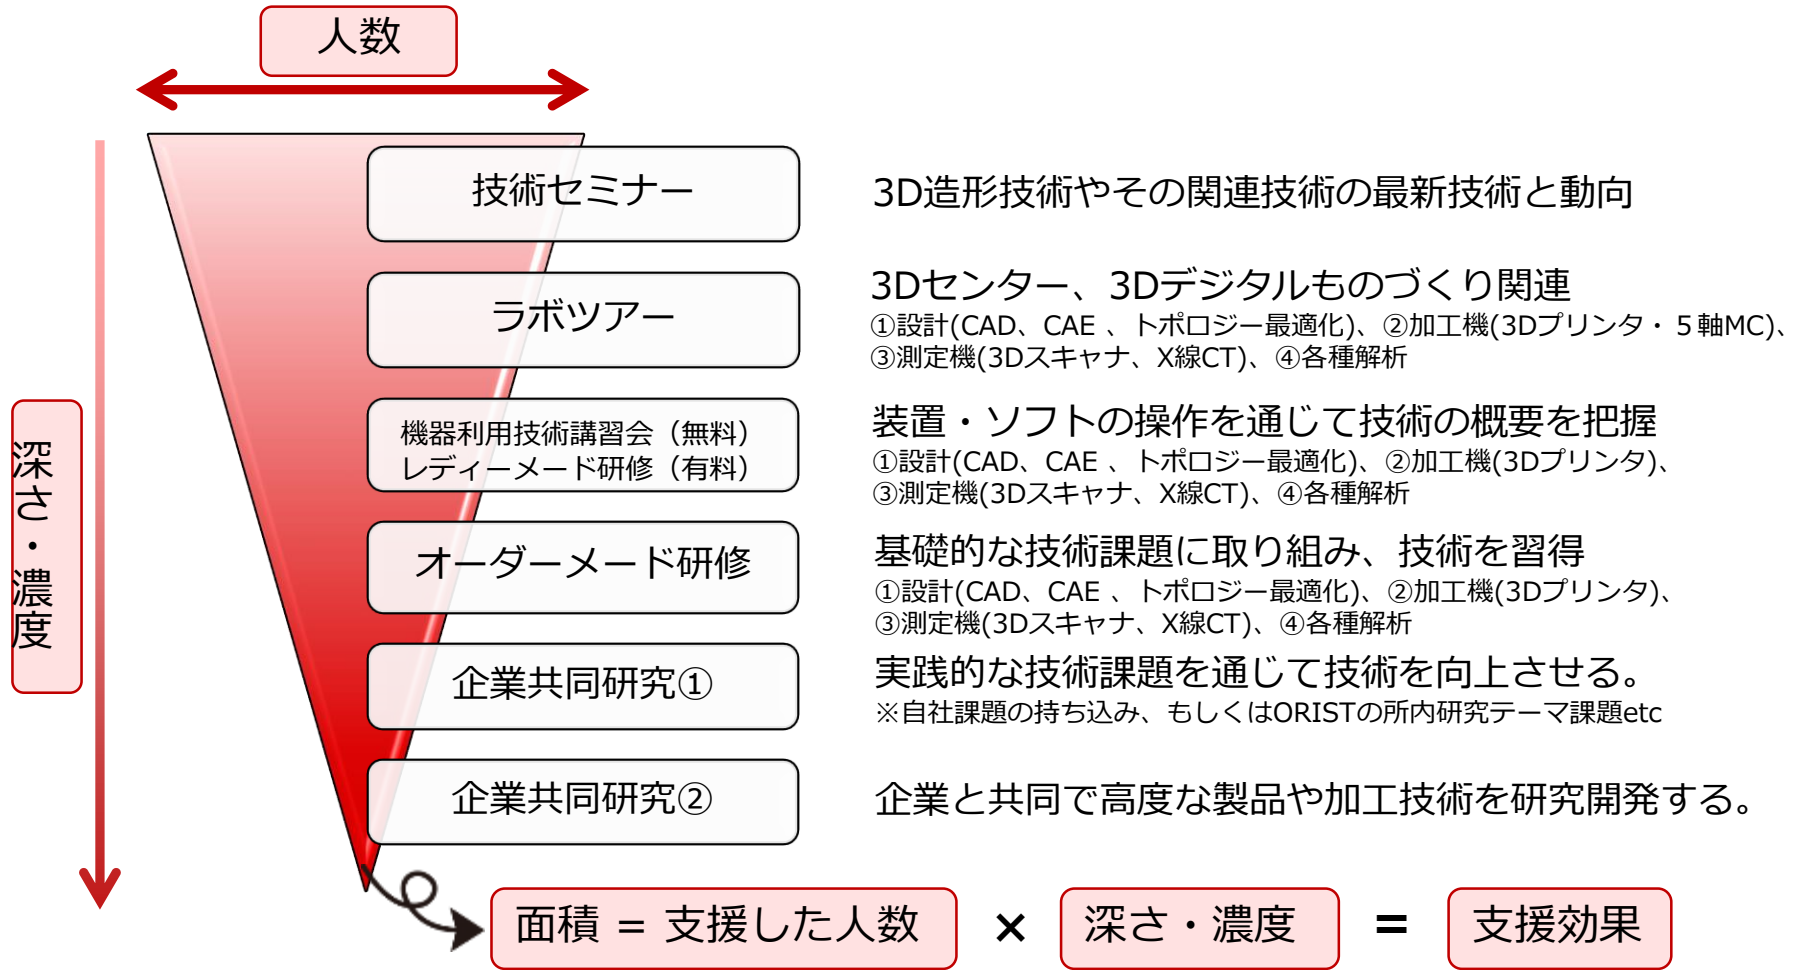 人数
技術セミナー
3D造形技術やその関連技術の最新技術と動向
ラボツアー
3Dセンター、3Dデジタルものづくり関連
①設計(CAD、CAE 、トポロジー最適化)、②加工機(3Dプリンタ・５軸MC)、
③測定機(3Dスキャナ、X線CT)、④各種解析
深さ・濃度
機器利用技術講習会（無料）
レディーメード研修（有料）
装置・ソフトの操作を通じて技術の概要を把握
①設計(CAD、CAE 、トポロジー最適化)、②加工機(3Dプリンタ)、
③測定機(3Dスキャナ、X線CT)、④各種解析
オーダーメード研修
基礎的な技術課題に取り組み、技術を習得
①設計(CAD、CAE 、トポロジー最適化)、②加工機(3Dプリンタ)、
③測定機(3Dスキャナ、X線CT)、④各種解析
企業共同研究①
実践的な技術課題を通じて技術を向上させる。
※自社課題の持ち込み、もしくはORISTの所内研究テーマ課題etc
企業共同研究②
企業と共同で高度な製品や加工技術を研究開発する。
面積 = 支援した人数 × 深さ・濃度 = 支援効果